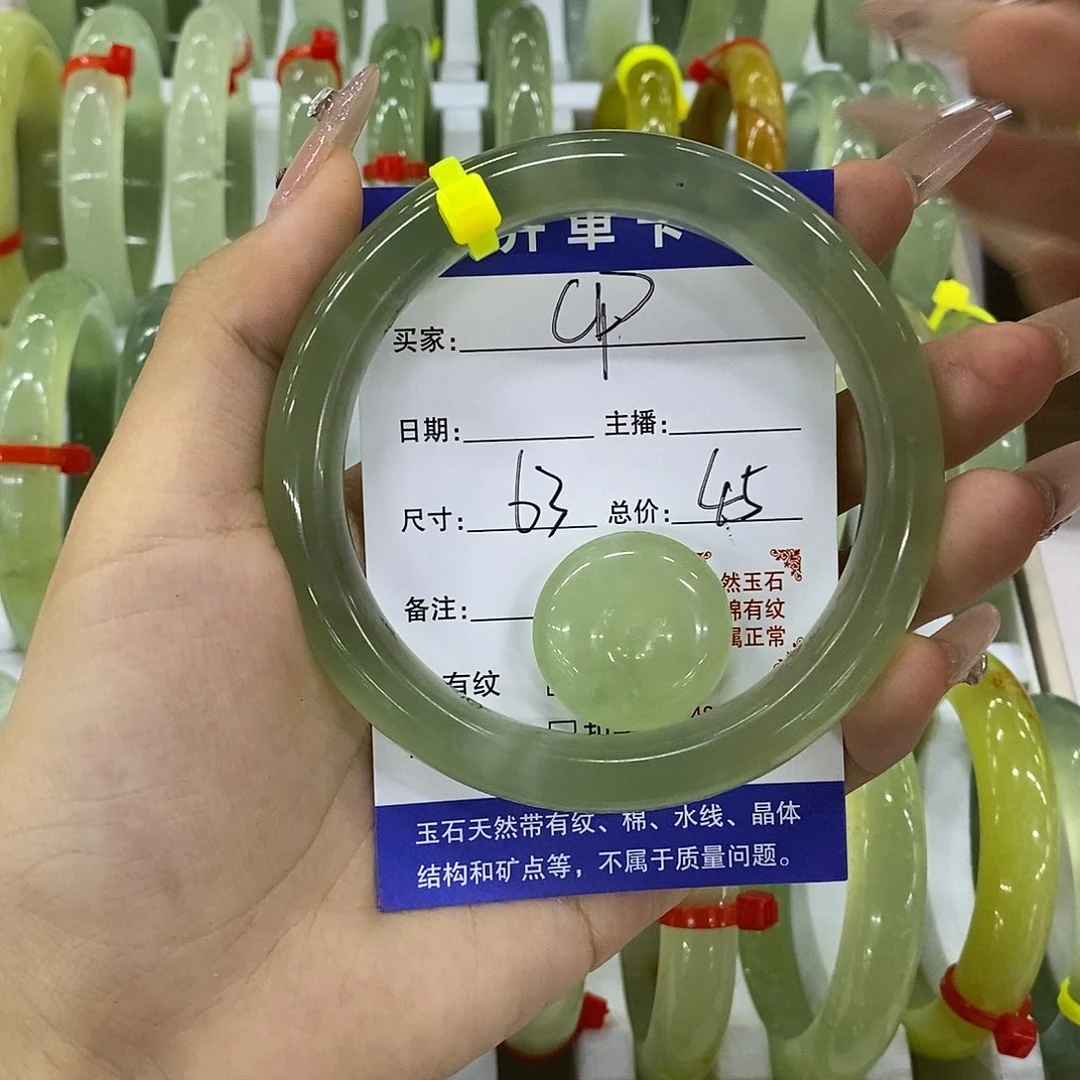 开单卡
买家:
日期: 主播:
尺寸: 63 总价: 45
然玉石
备注: 棉有纹
属正常
有纹
玉石天然带有纹、棉、水线、晶体
结构和矿点等，不属于质量问题。